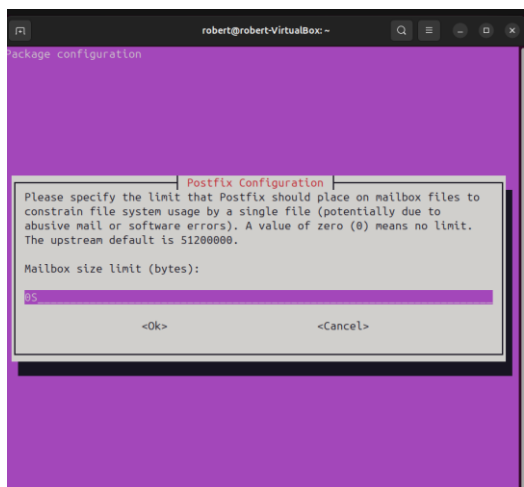 robert@robert-VirtualBox: ~
Package configuration
Postfix Configuration
Please specify the limit that Postfix should place on mailbox files to
constrain file system usage by a single file (potentially due to
abusive mail or software errors). A value of zero (0) means no limit.
The upstream default is 51200000.
Mailbox size limit (bytes):
0S
<Ok> <Cancel>